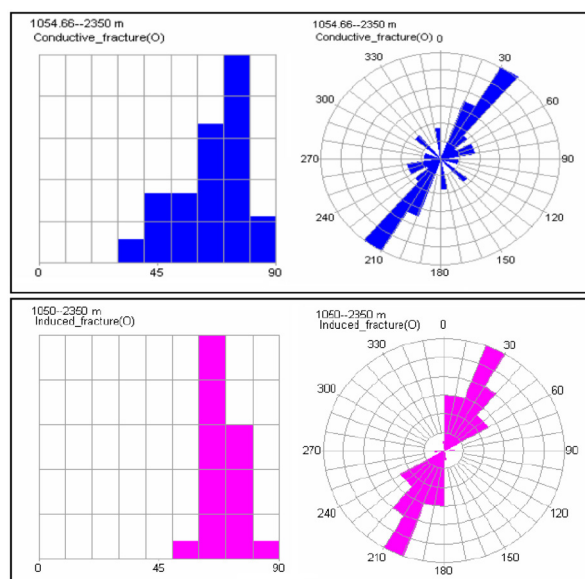 1054.66--2350 m
Conductive_fracture(O)
0 45 90
1054.66--2350 m
Conductive_fracture(O)
0
30
60
90
120
150
180
210
240
270
300
330
1050--2350 m
Induced_fracture(O)
0 45 90
1050--2350 m
Induced_fracture(O)
0
30
60
90
120
150
180
210
240
270
300
330